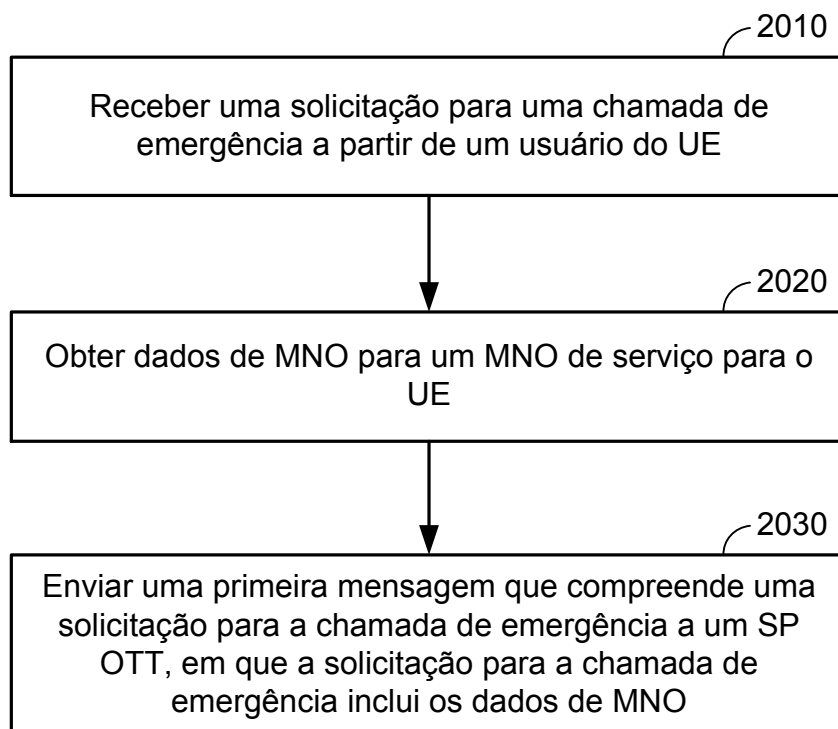 2010
Receber uma solicitação para uma chamada de
emergência a partir de um usuário do UE
2020
Obter dados de MNO para um MNO de serviço para o
UE
2030
Enviar uma primeira mensagem que compreende uma
solicitação para a chamada de emergência a um SP
OTT, em que a solicitação para a chamada de
emergência inclui os dados de MNO